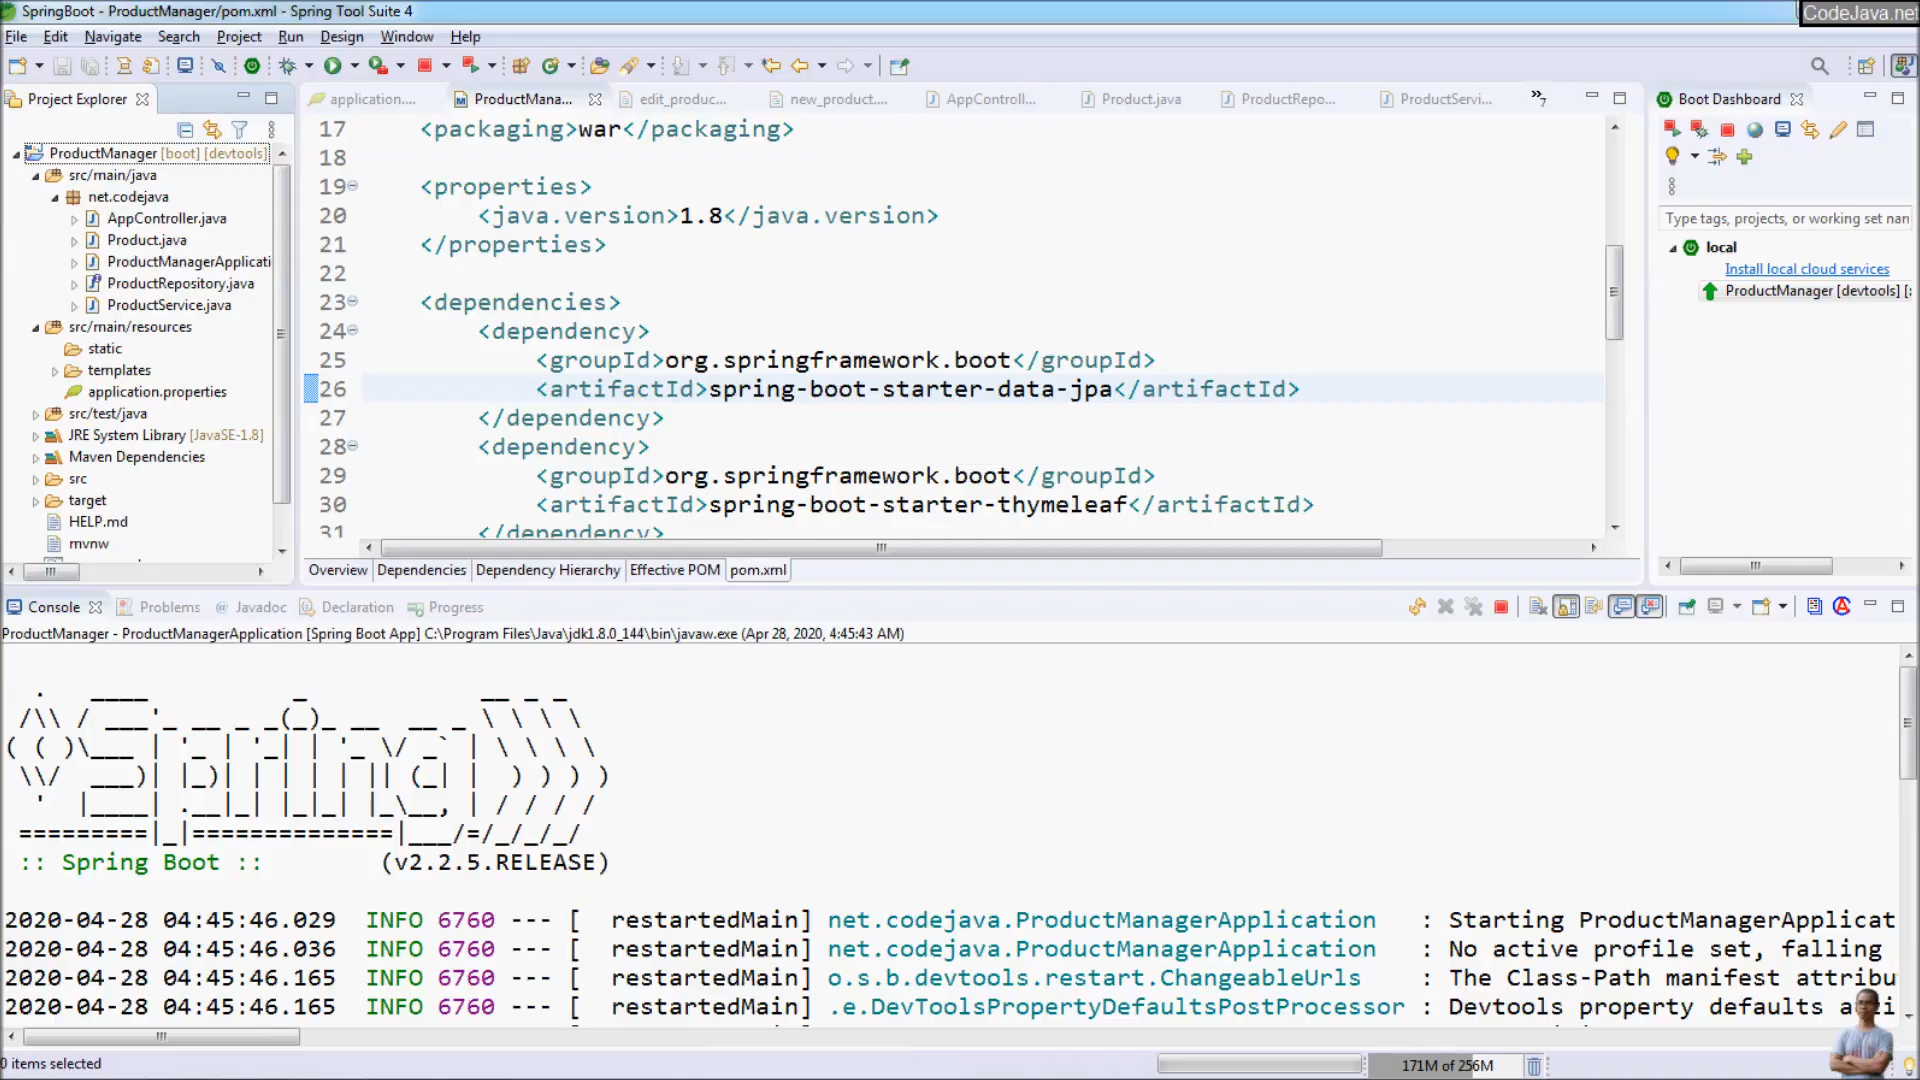 SpringBoot - ProductManager/pom.xml - Spring Tool Suite 4
CodeJava.net
File Edit Navigate Search Project Run Design Window Help
Project Explorer
application....
ProductMana...
edit_produc...
new_product....
AppControll...
Product.java
ProductRepo...
ProductServi...
»7
Boot Dashboard
ProductManager [boot] [devtools]
src/main/java
net.codejava
AppController.java
Product.java
ProductManagerApplicati
ProductRepository.java
ProductService.java
src/main/resources
static
templates
application.properties
src/test/java
JRE System Library [JavaSE-1.8]
Maven Dependencies
src
target
HELP.md
mvnw
17 <packaging>war</packaging>
18
19 <properties>
20 <java.version>1.8</java.version>
21 </properties>
22
23 <dependencies>
24 <dependency>
25 <groupId>org.springframework.boot</groupId>
26 <artifactId>spring-boot-starter-data-jpa</artifactId>
27 </dependency>
28 <dependency>
29 <groupId>org.springframework.boot</groupId>
30 <artifactId>spring-boot-starter-thymeleaf</artifactId>
31 </dependency>
Overview Dependencies Dependency Hierarchy Effective POM pom.xml
Type tags, projects, or working set nan
local
Install local cloud services
ProductManager [devtools] [:
Console Problems @ Javadoc Declaration Progress
ProductManager - ProductManagerApplication [Spring Boot App] C:\Program Files\Java\jdk1.8.0_144\bin\javaw.exe (Apr 28, 2020, 4:45:43 AM)
Spring
:: Spring Boot :: (v2.2.5.RELEASE)
2020-04-28 04:45:46.029 INFO 6760 --- [ restartedMain] net.codejava.ProductManagerApplication : Starting ProductManagerApplicat
2020-04-28 04:45:46.036 INFO 6760 --- [ restartedMain] net.codejava.ProductManagerApplication : No active profile set, falling
2020-04-28 04:45:46.165 INFO 6760 --- [ restartedMain] o.s.b.devtools.restart.ChangeableUrls : The Class-Path manifest attribu
2020-04-28 04:45:46.165 INFO 6760 --- [ restartedMain] .e.DevToolsPropertyDefaultsPostProcessor : Devtools property defaults
0 items selected
171M of 256M